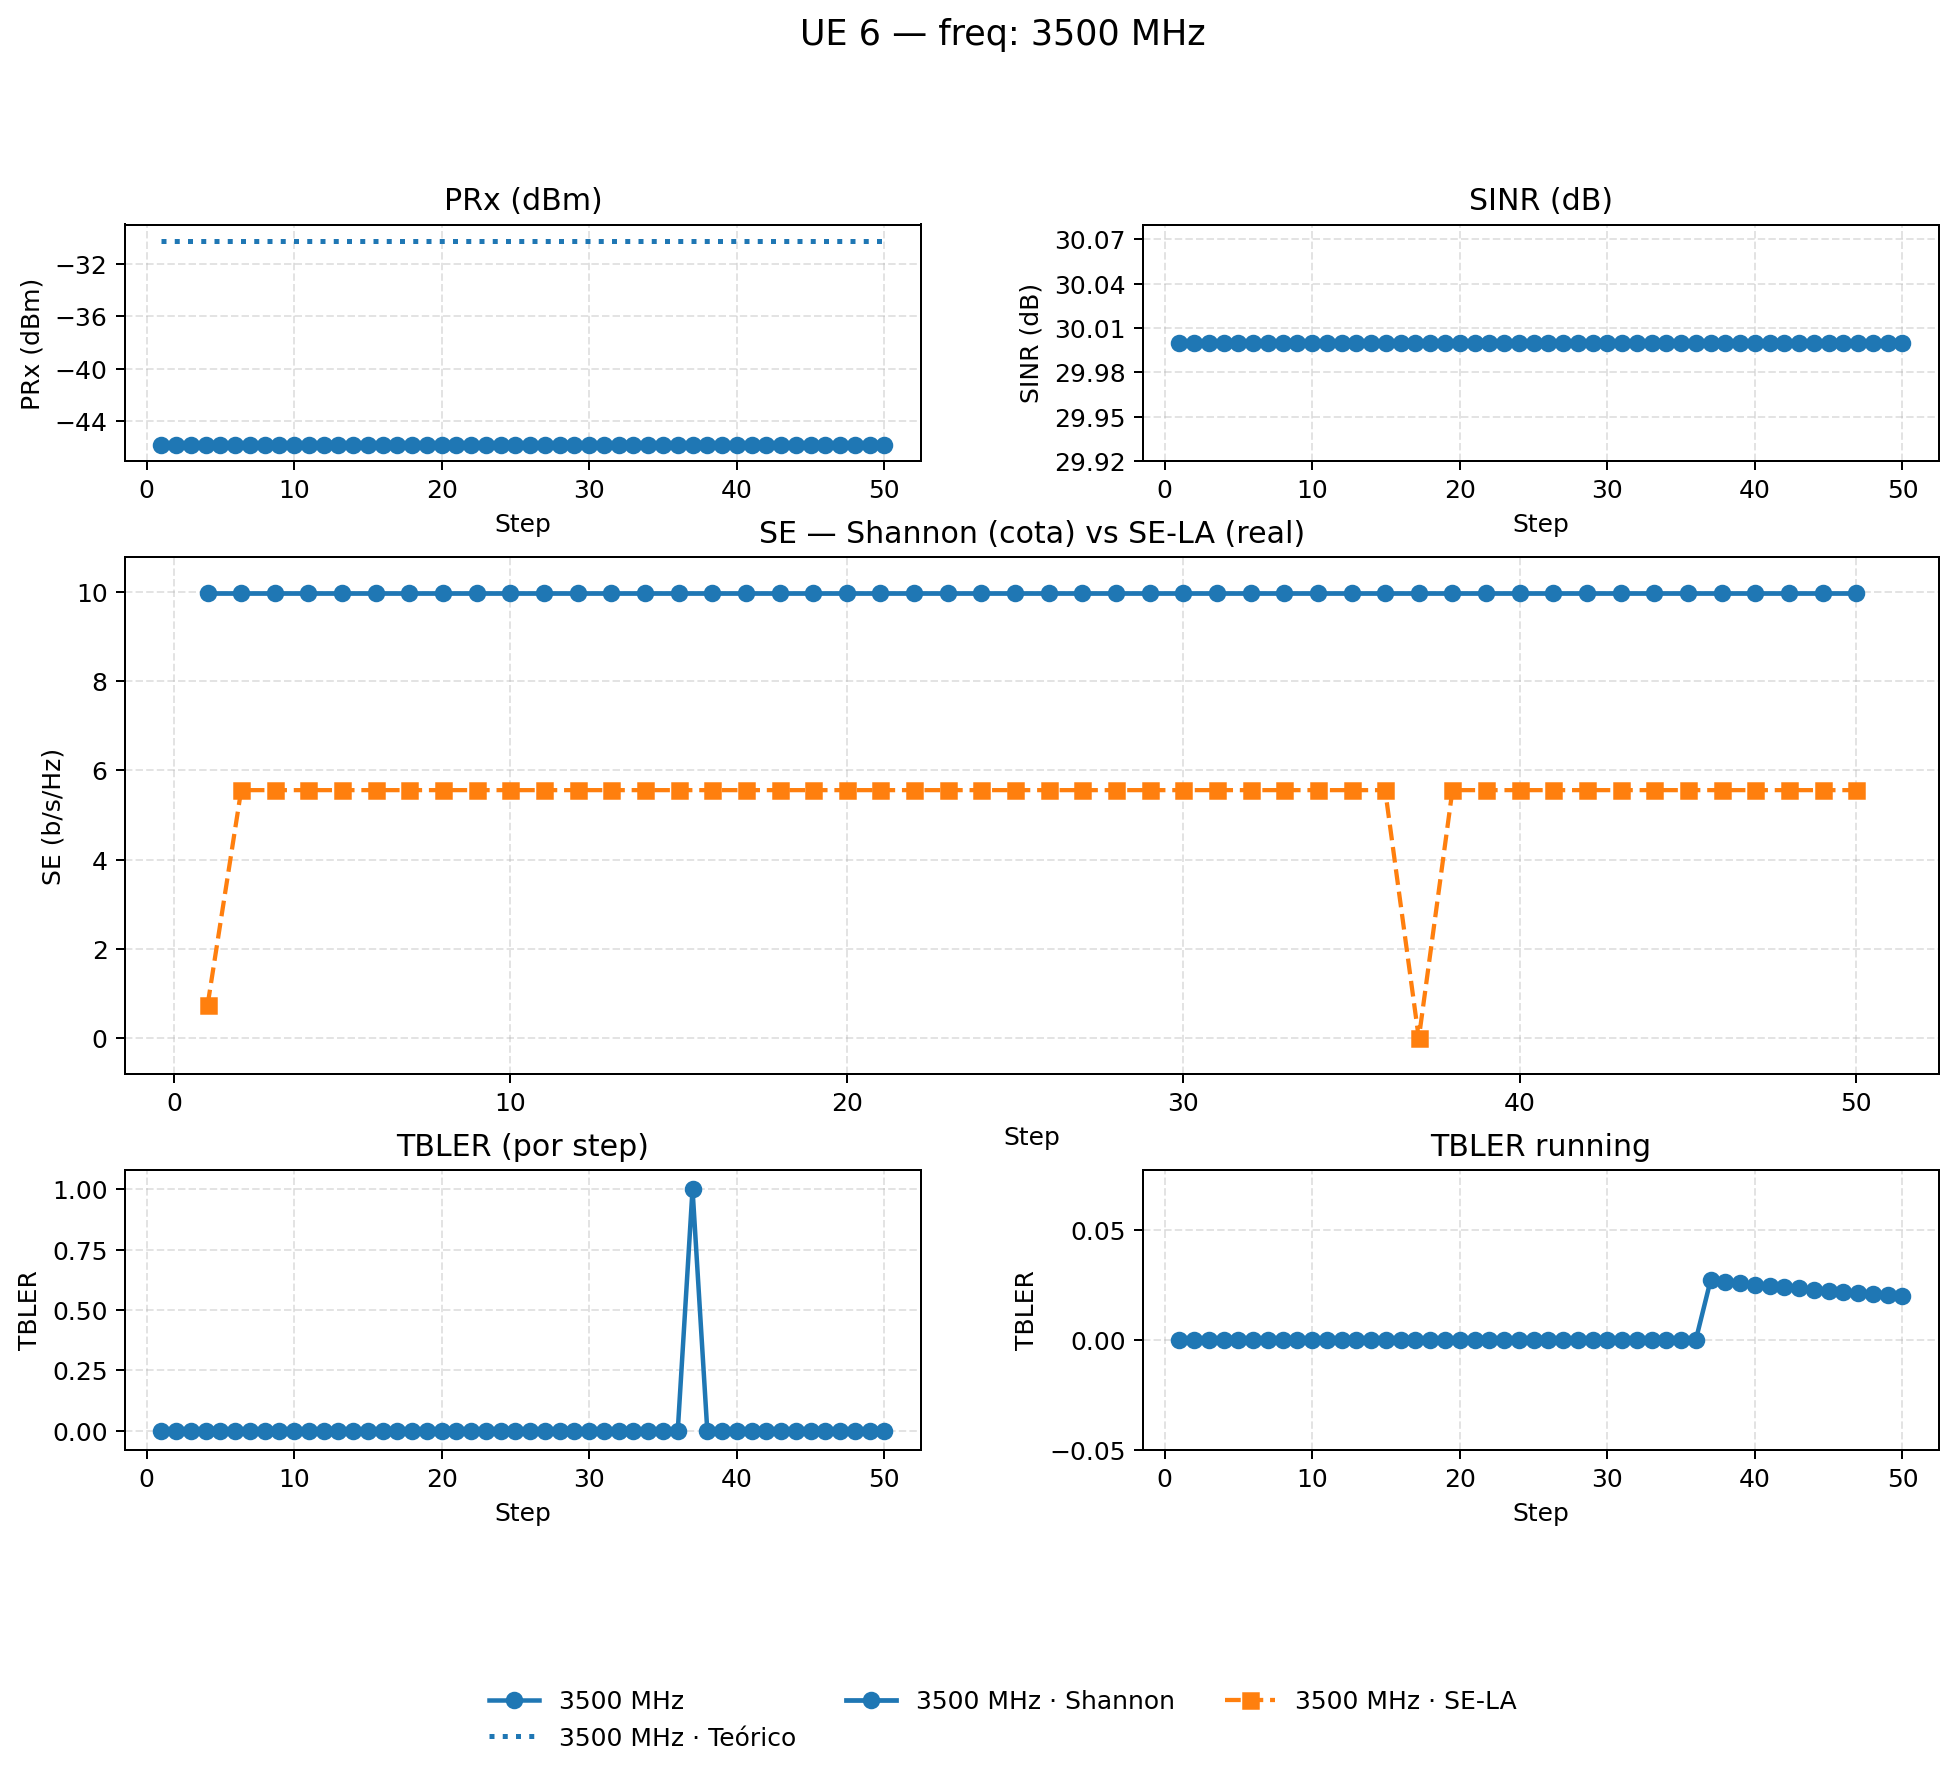 UE 6 — freq: 3500 MHz
PRx (dBm)
PRx (dBm)
−32
−36
−40
−44
0 10 20 30 40 50
Step
SINR (dB)
SINR (dB)
30.07
30.04
30.01
29.98
29.95
29.92
0 10 20 30 40 50
Step
SE — Shannon (cota) vs SE-LA (real)
SE (b/s/Hz)
10
8
6
4
2
0
0 10 20 30 40 50
Step
TBLER (por step)
TBLER
1.00
0.75
0.50
0.25
0.00
0 10 20 30 40 50
Step
TBLER running
TBLER
0.05
0.00
−0.05
0 10 20 30 40 50
Step
3500 MHz
3500 MHz · Teórico
3500 MHz · Shannon
3500 MHz · SE-LA